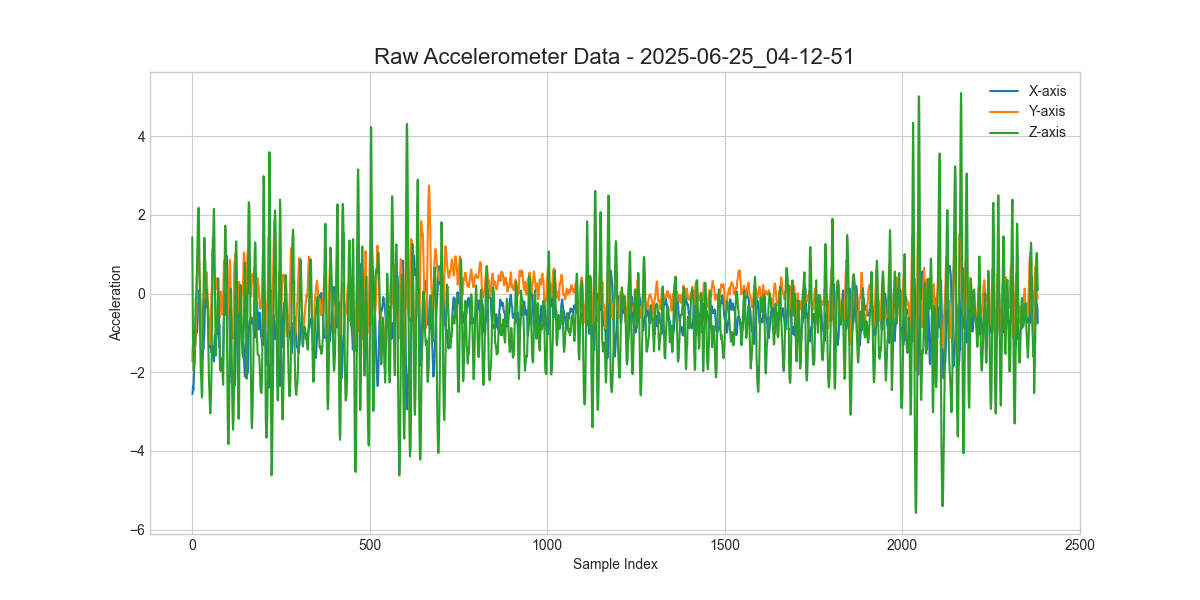 Raw Accelerometer Data - 2025-06-25_04-12-51
X-axis
Y-axis
Z-axis
Acceleration
4
2
0
−2
−4
−6
0 500 1000 1500 2000 2500
Sample Index